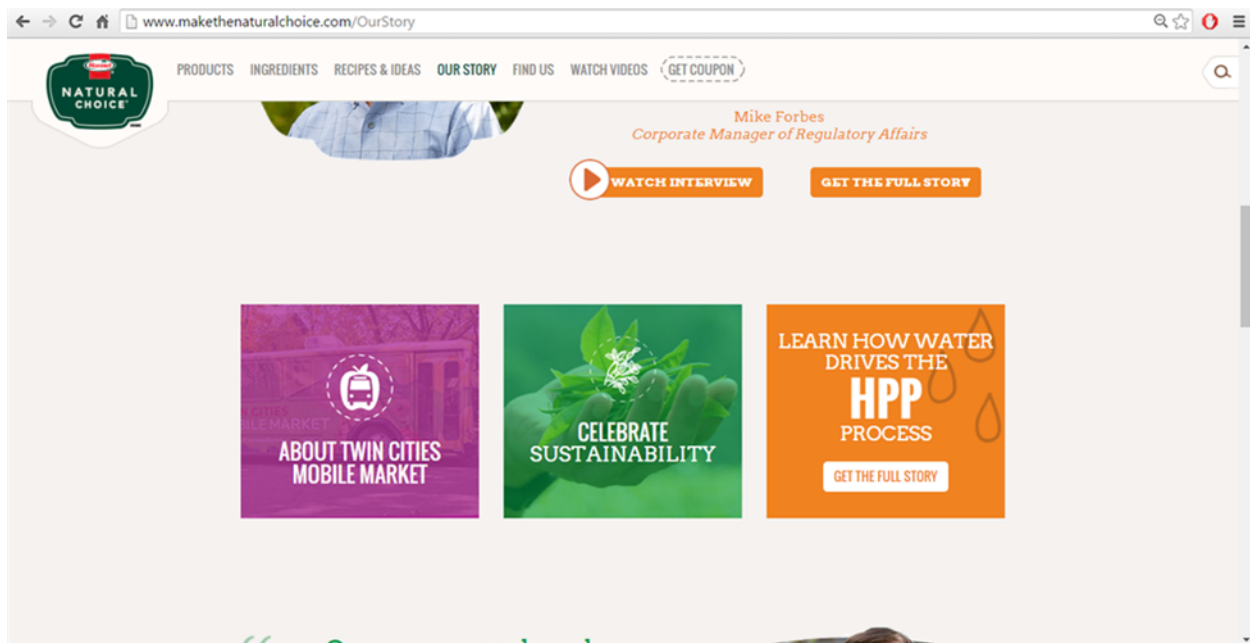 www.makethenaturalchoice.com/OurStory
Hormel
NATURAL
CHOICE
PRODUCTS INGREDIENTS RECIPES & IDEAS OUR STORY FIND US WATCH VIDEOS GET COUPON
Mike Forbes
Corporate Manager of Regulatory Affairs
WATCH INTERVIEW GET THE FULL STORY
ABOUT TWIN CITIES
MOBILE MARKET
CELEBRATE
SUSTAINABILITY
LEARN HOW WATER
DRIVES THE
HPP
PROCESS
GET THE FULL STORY